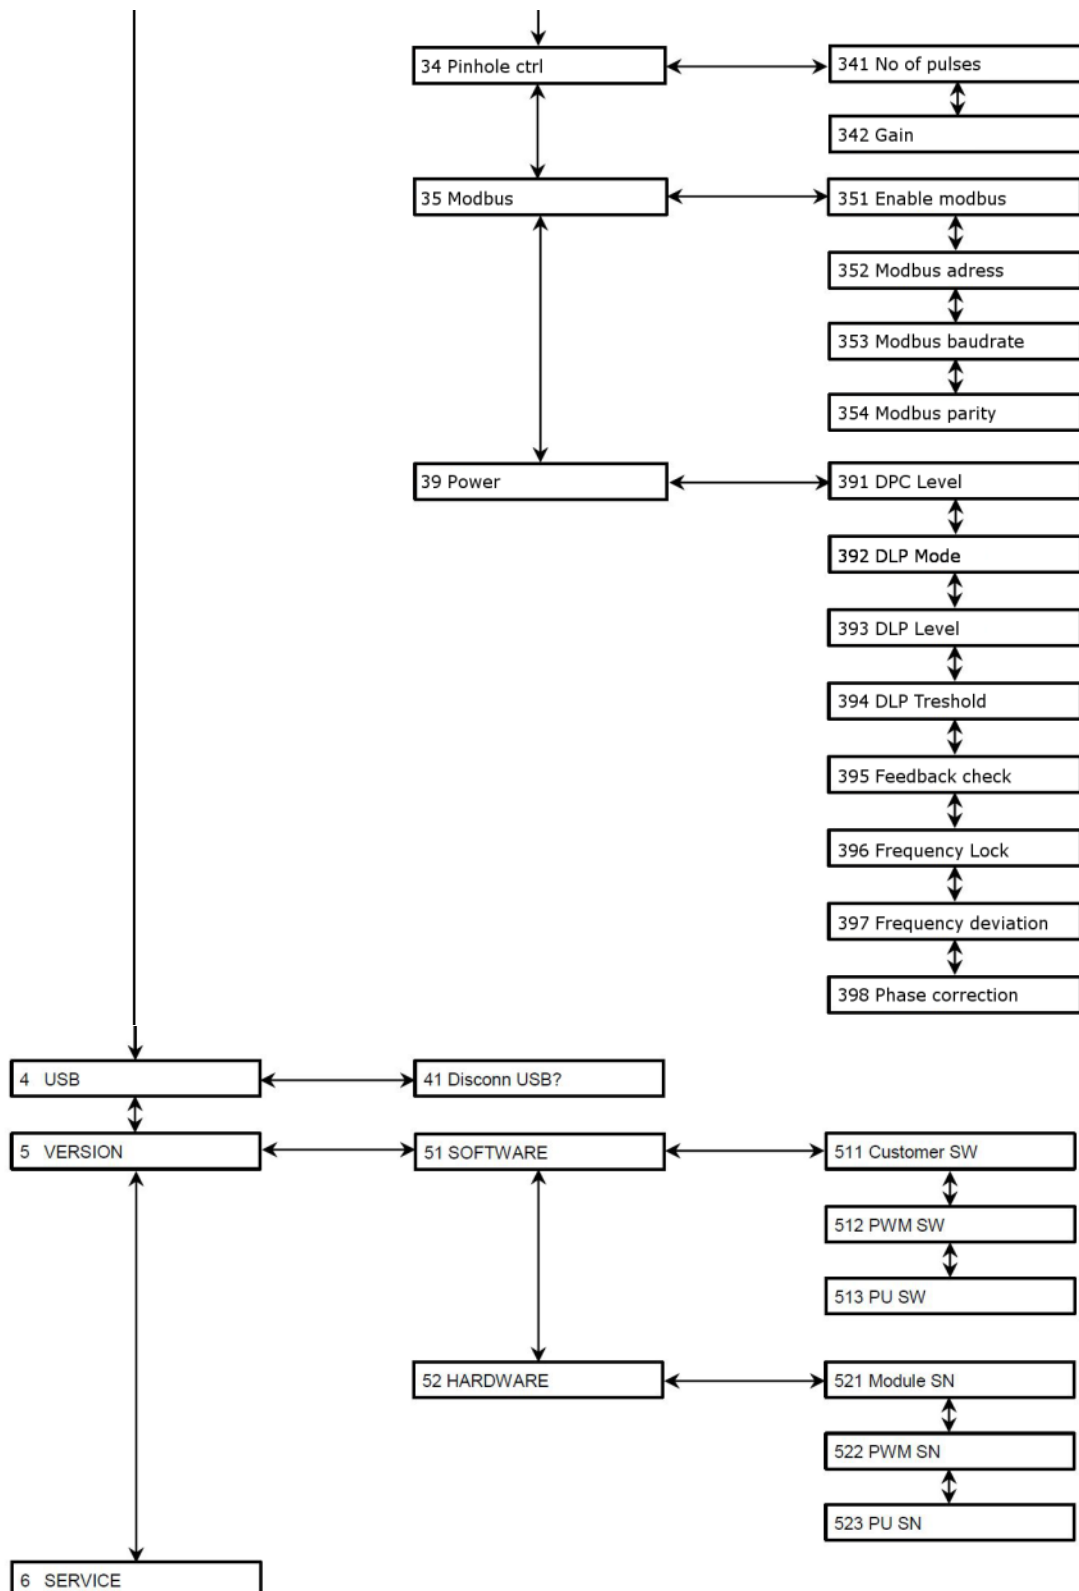 34 Pinhole ctrl
341 No of pulses
342 Gain
35 Modbus
351 Enable modbus
352 Modbus adress
353 Modbus baudrate
354 Modbus parity
39 Power
391 DPC Level
392 DLP Mode
393 DLP Level
394 DLP Treshold
395 Feedback check
396 Frequency Lock
397 Frequency deviation
398 Phase correction
4 USB
41 Disconn USB?
5 VERSION
51 SOFTWARE
511 Customer SW
512 PWM SW
513 PU SW
52 HARDWARE
521 Module SN
522 PWM SN
523 PU SN
6 SERVICE